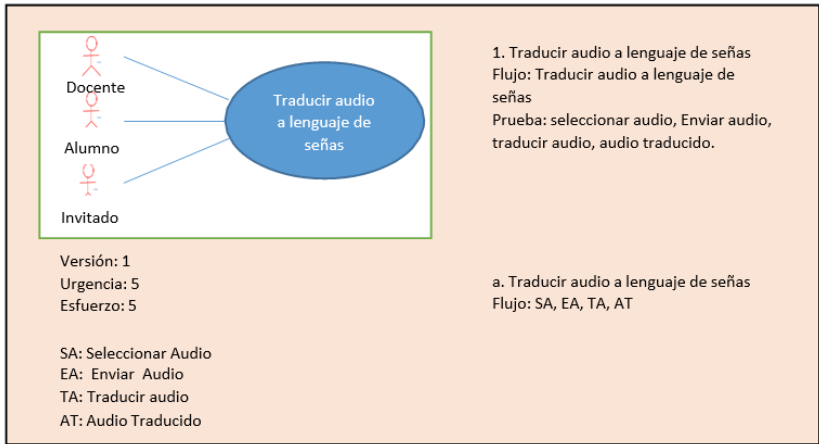 Docente
Alumno
Invitado
Traducir audio
a lenguaje de
señas
Versión: 1
Urgencia: 5
Esfuerzo: 5
SA: Seleccionar Audio
EA:  Enviar  Audio
TA: Traducir audio
AT: Audio Traducido
1. Traducir audio a lenguaje de señas
Flujo: Traducir audio a lenguaje de
señas
Prueba: seleccionar audio, Enviar audio,
traducir audio, audio traducido.
a. Traducir audio a lenguaje de señas
Flujo: SA, EA, TA, AT